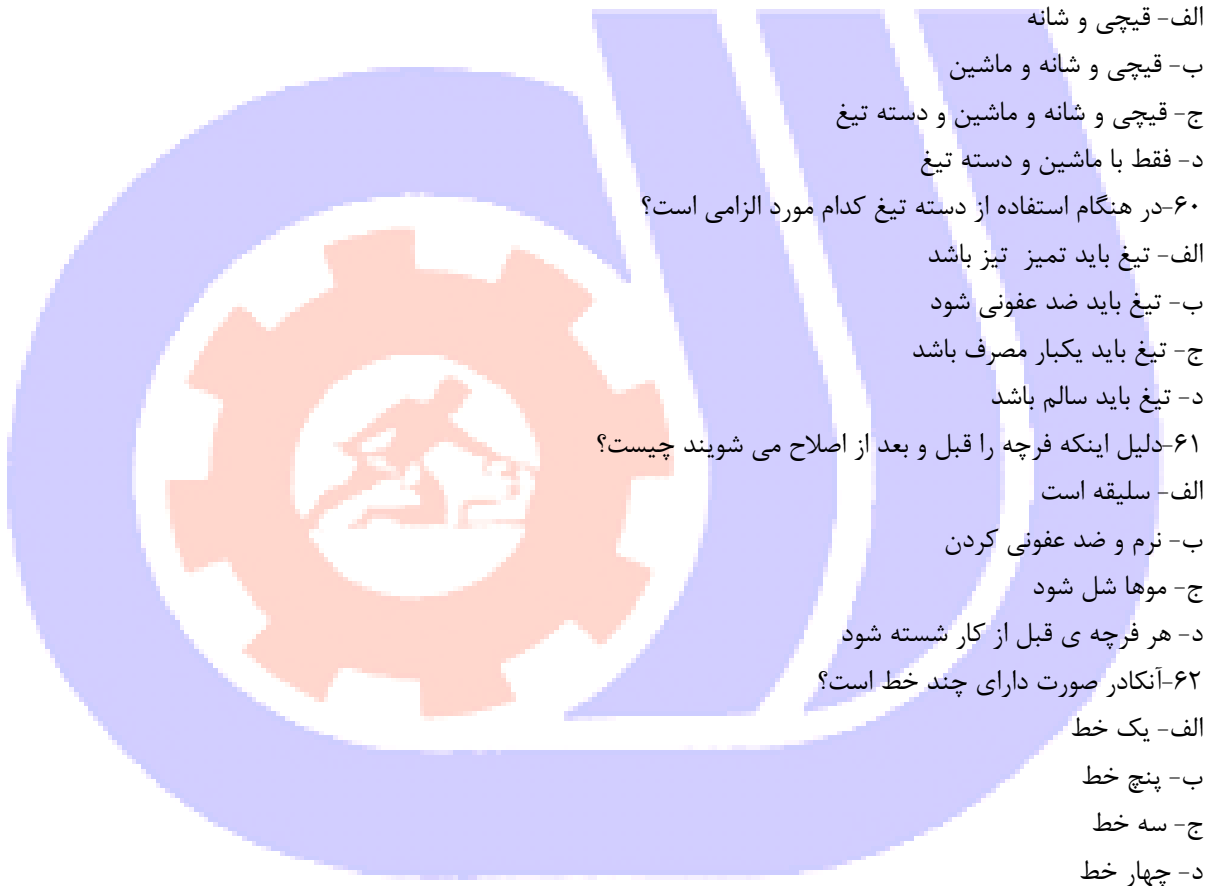 الف- قیچی و شانه
ب- قیچی و شانه و ماشین
ج- قیچی و شانه و ماشین و دسته تیغ
د- فقط با ماشین و دسته تیغ
۶۰-در هنگام استفاده از دسته تیغ کدام مورد الزامی است؟
الف- تیغ باید تمیز تیز باشد
ب- تیغ باید ضد عفونی شود
ج- تیغ باید یکبار مصرف باشد
د- تیغ باید سالم باشد
۶۱-دلیل اینکه فرچه را قبل و بعد از اصلاح می شویند چیست؟
الف- سلیقه است
ب- نرم و ضد عفونی کردن
ج- موها شل شود
د- هر فرچه ی قبل از کار شسته شود
۶۲-آنکادر صورت دارای چند خط است؟
الف- یک خط
ب- پنچ خط
ج- سه خط
د- چهار خط